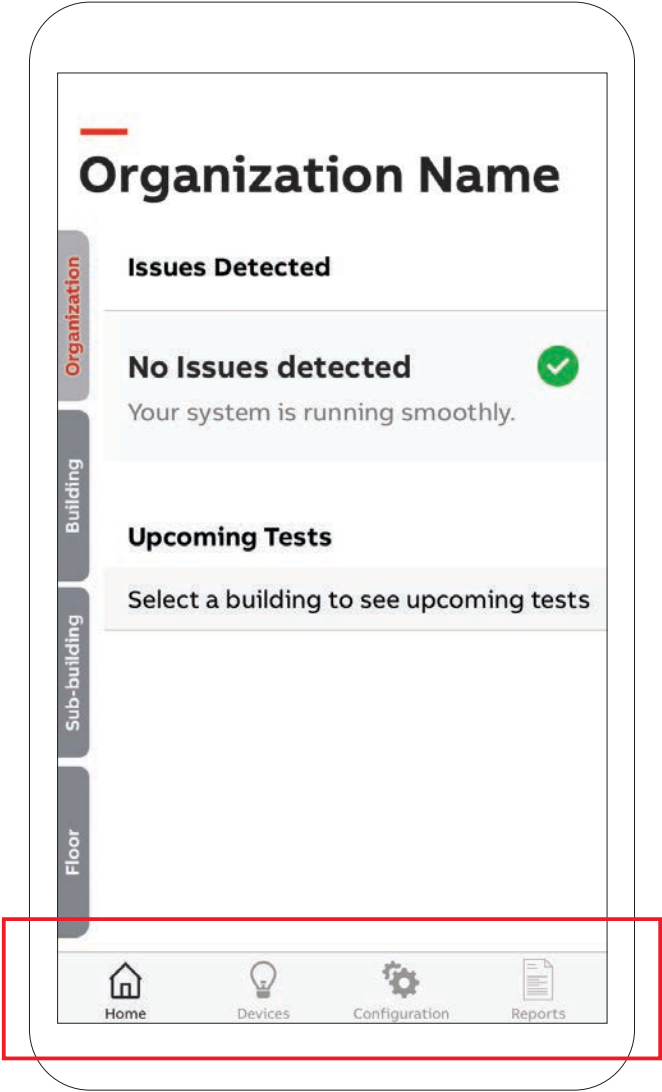 Organization Name
Organization
Issues Detected
No Issues detected
Your system is running smoothly.
Building
Upcoming Tests
Select a building to see upcoming tests
Sub-building
Floor
Home Devices Configuration Reports